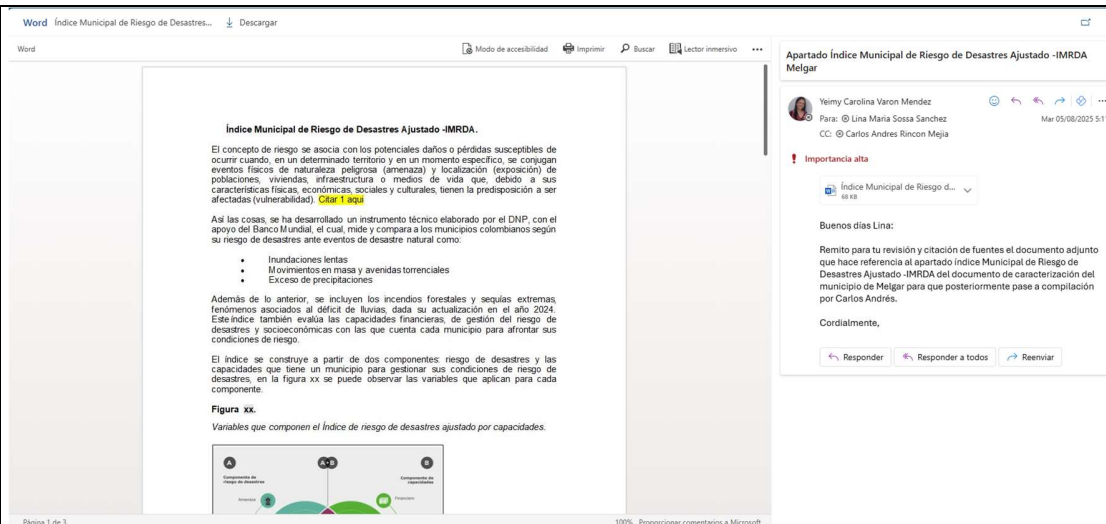 Word Índice Municipal de Riesgo de Desastres... Descargar
Word Modo de accesibilidad Imprimir Buscar Lector inmersivo ...
Índice Municipal de Riesgo de Desastres Ajustado -IMRDA.
El concepto de riesgo se asocia con los potenciales daños o pérdidas susceptibles de
ocurrir cuando, en un determinado territorio y en un momento específico, se conjugan
eventos físicos de naturaleza peligrosa (amenaza) y localización (exposición) de
poblaciones, viviendas, infraestructura o medios de vida que, debido a sus
características físicas, económicas, sociales y culturales, tienen la predisposición a ser
afectadas (vulnerabilidad). Citar 1 aquí
Así las cosas, se ha desarrollado un instrumento técnico elaborado por el DNP, con el
apoyo del Banco Mundial, el cual, mide y compara a los municipios colombianos según
su riesgo de desastres ante eventos de desastre natural como:
• Inundaciones lentas
• Movimientos en masa y avenidas torrenciales
• Exceso de precipitaciones
Además de lo anterior, se incluyen los incendios forestales y sequías extremas,
fenómenos asociados al déficit de lluvias, dada su actualización en el año 2024.
Este índice también evalúa las capacidades financieras, de gestión del riesgo de
desastres y socioeconómicas con las que cuenta cada municipio para afrontar sus
condiciones de riesgo.
El índice se construye a partir de dos componentes: riesgo de desastres y las
capacidades que tiene un municipio para gestionar sus condiciones de riesgo de
desastres, en la figura xx se puede observar las variables que aplican para cada
componente.
Figura xx.
Variables que componen el Índice de riesgo de desastres ajustado por capacidades.
A A+B B
Componente de
riesgo de desastres
Componente de
capacidades
Amenaza
Financiero
Página 1 de 3 100% Proporcionar comentarios a Microsoft
Apartado Índice Municipal de Riesgo de Desastres Ajustado -IMRDA
Melgar
Yeimy Carolina Varon Mendez
Para: Lina Maria Sossa Sanchez Mar 05/08/2025 5:1
CC: Carlos Andres Rincon Mejia
Importancia alta
Índice Municipal de Riesgo d...
68 KB
Buenos días Lina:
Remito para tu revisión y citación de fuentes el documento adjunto
que hace referencia al apartado índice Municipal de Riesgo de
Desastres Ajustado -IMRDA del documento de caracterización del
municipio de Melgar para que posteriormente pase a compilación
por Carlos Andrés.
Cordialmente,
Responder Responder a todos Reenviar